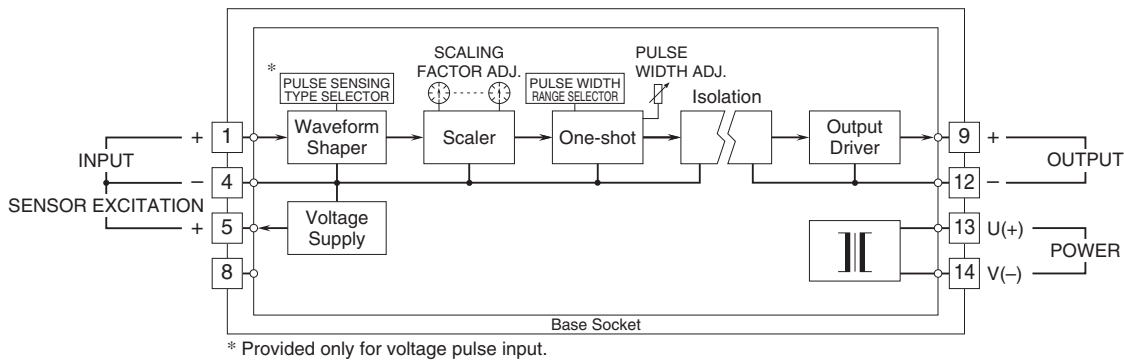 SCALING
FACTOR ADJ.
PULSE
WIDTH ADJ.
*
PULSE SENSING
TYPE SELECTOR
PULSE WIDTH
RANGE SELECTOR
Isolation
INPUT
+ 1
Waveform
Shaper
Scaler
One-shot
Output
Driver
9 +
OUTPUT
− 4
12 −
SENSOR EXCITATION
+ 5
Voltage
Supply
13 U(+)
POWER
8
14 V(–)
Base Socket
* Provided only for voltage pulse input.